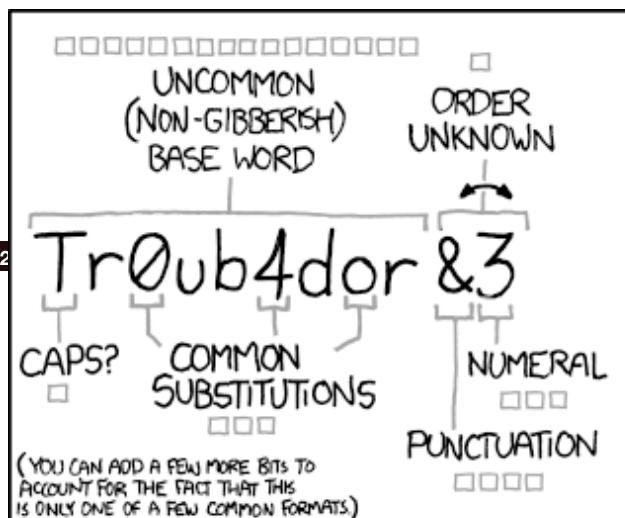 UNCOMMON
(NON-GIBBERISH)
BASE WORD
ORDER
UNKNOWN
Tr0ub4dor &3
CAPS?
COMMON
SUBSTITUTIONS
NUMERAL
PUNCTUATION
(YOU CAN ADD A FEW MORE BITS TO
ACCOUNT FOR THE FACT THAT THIS
IS ONLY ONE OF A FEW COMMON FORMATS.)
2